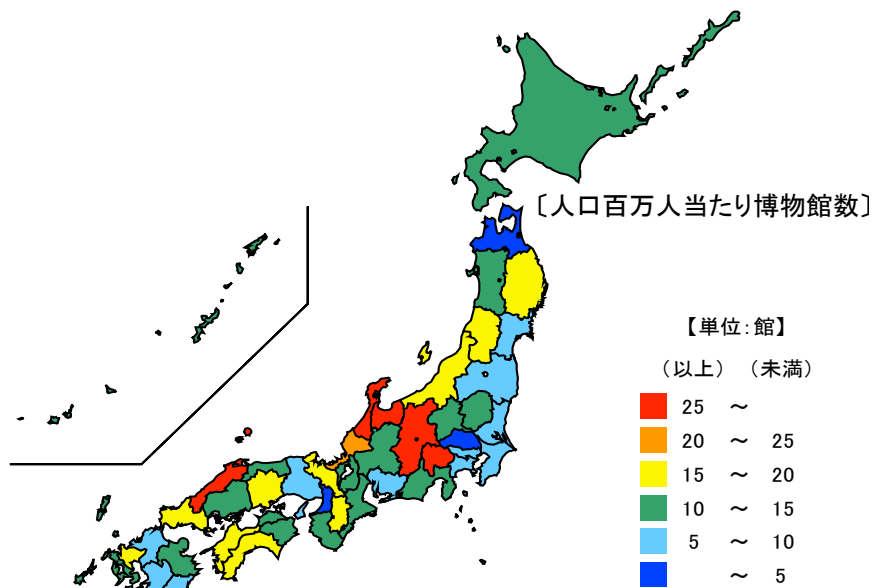 〔人口百万人当たり博物館数〕
【単位：館】
（以上） （未満）
25 ～
20 ～ 25
15 ～ 20
10 ～ 15
5 ～ 10
～ 5